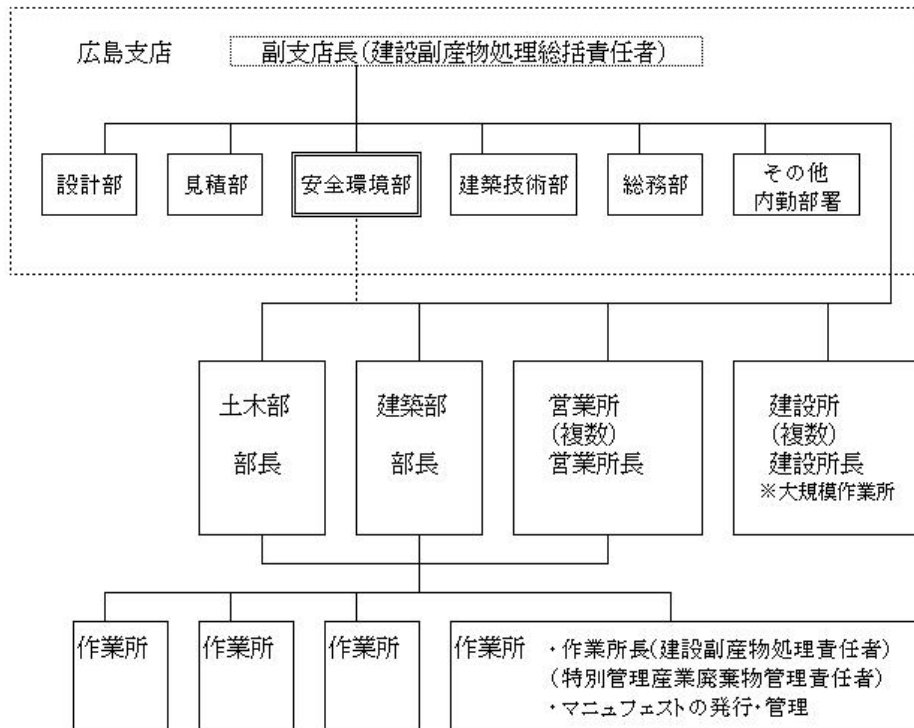 広島支店
副支店長(建設副産物処理総括責任者)
設計部
見積部
安全環境部
建築技術部
総務部
その他
内勤部署
土木部
部長
建築部
部長
営業所
(複数)
営業所長
建設所
(複数)
建設所長
※大規模作業所
作業所
作業所
作業所
作業所
・作業所長(建設副産物処理責任者)
(特別管理産業廃棄物管理責任者)
・マニュフェストの発行・管理